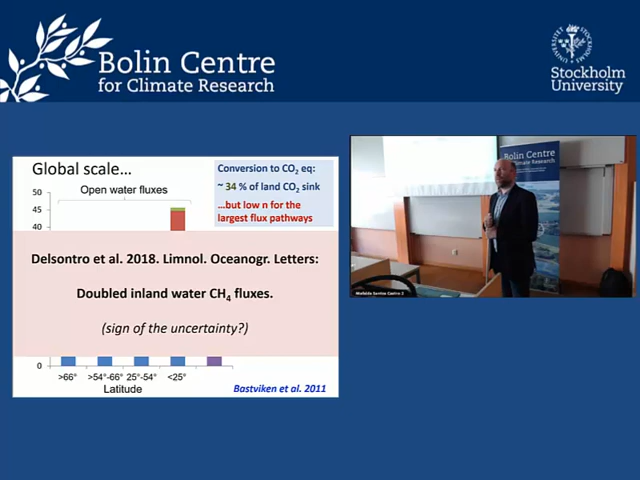 Bolin Centre
for Climate Research
Stockholm
University
Global scale…
Open water fluxes
Conversion to CO₂ eq:
~ 34 % of land CO₂ sink
…but low n for the
largest flux pathways
50
45
40
Delsontro et al. 2018. Limnol. Oceanogr. Letters:
Doubled inland water CH₄ fluxes.
(sign of the uncertainty?)
0
>66° >54°-66° 25°-54° <25°
Latitude
Bastviken et al. 2011
Bolin Centre
Climate Research